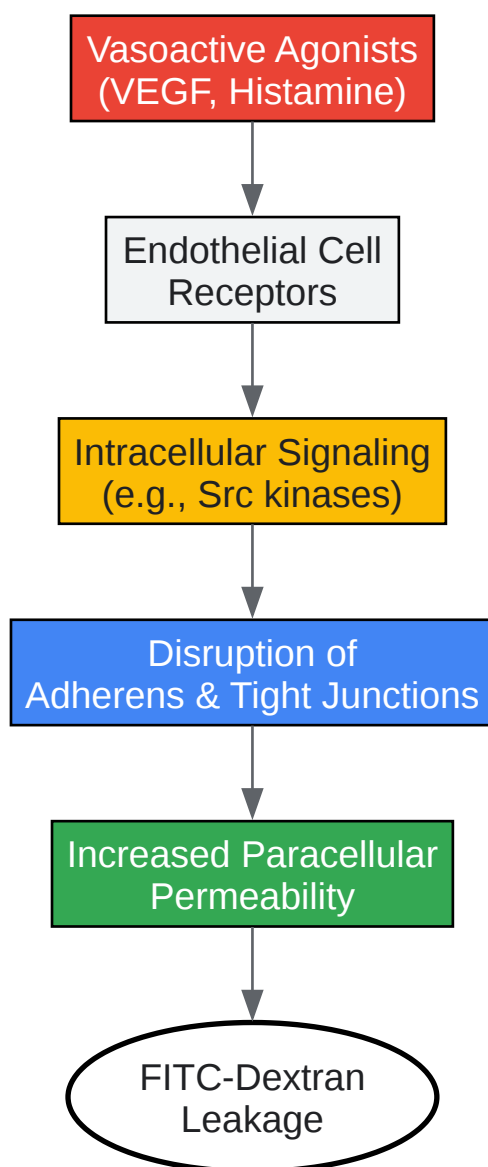 Vasoactive Agonists
(VEGF, Histamine)
Endothelial Cell
Receptors
Intracellular Signaling
(e.g., Src kinases)
Disruption of
Adherens & Tight Junctions
Increased Paracellular
Permeability
FITC-Dextran
Leakage